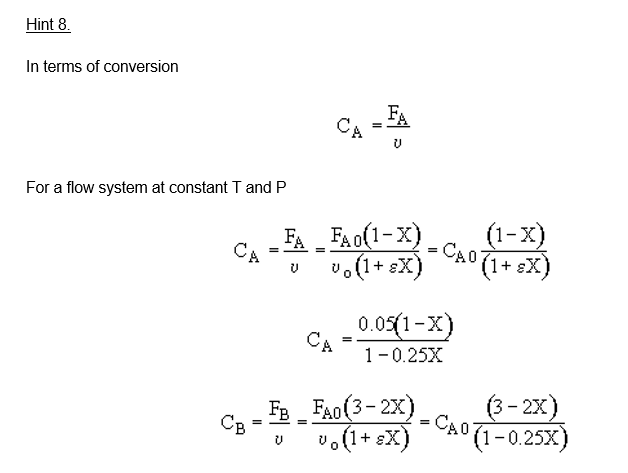 Hint 8.
In terms of conversion
C_A = F_A / υ
For a flow system at constant T and P
C_A = F_A / υ = F_A0(1-X) / υ_o(1+εX) = C_A0 (1-X) / (1+εX)
C_A = 0.05(1-X) / 1-0.25X
C_B = F_B / υ = F_A0(3-2X) / υ_o(1+εX) = C_A0 (3-2X) / (1-0.25X)